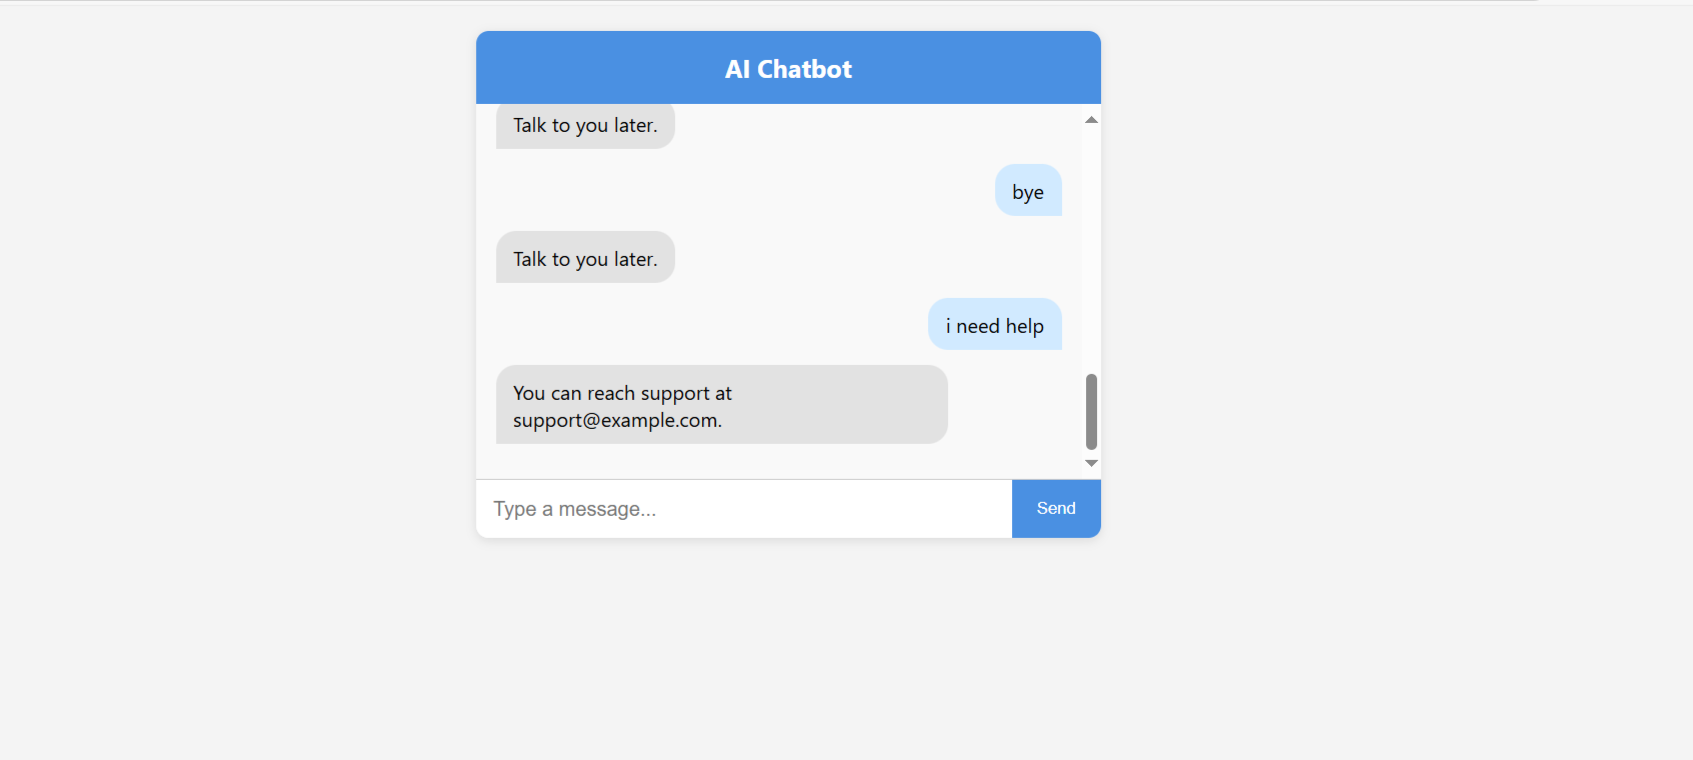 AI Chatbot
Talk to you later.
bye
Talk to you later.
i need help
You can reach support at
support@example.com.
Type a message...
Send